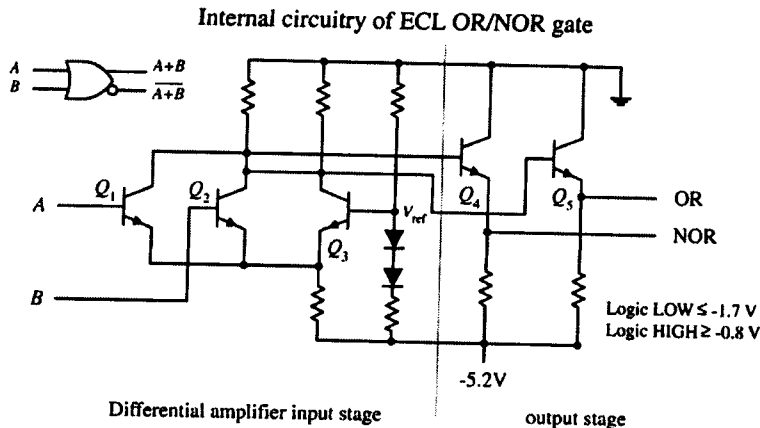 Internal circuitry of ECL OR/NOR gate
A
B
A+B
A+B
Q1
Q2
Q3
Q4
Q5
A
B
Vref
OR
NOR
Logic LOW ≤ -1.7 V
Logic HIGH ≥ -0.8 V
-5.2V
Differential amplifier input stage
output stage